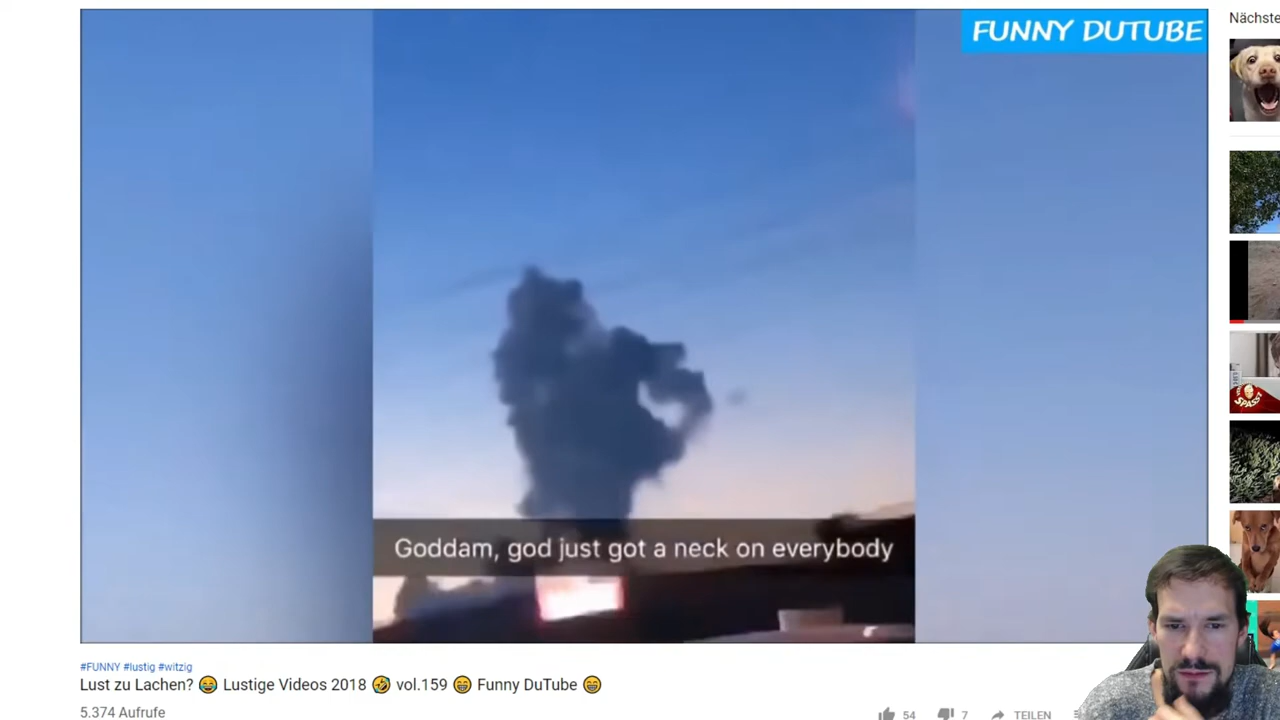 FUNNY DUTUBE
Nächste
Goddam, god just got a neck on everybody
#FUNNY #lustig #witzig
Lust zu Lachen? 😂 Lustige Videos 2018 🤣 vol.159 😁 Funny DuTube 😁
5.374 Aufrufe
54
7
TEILEN